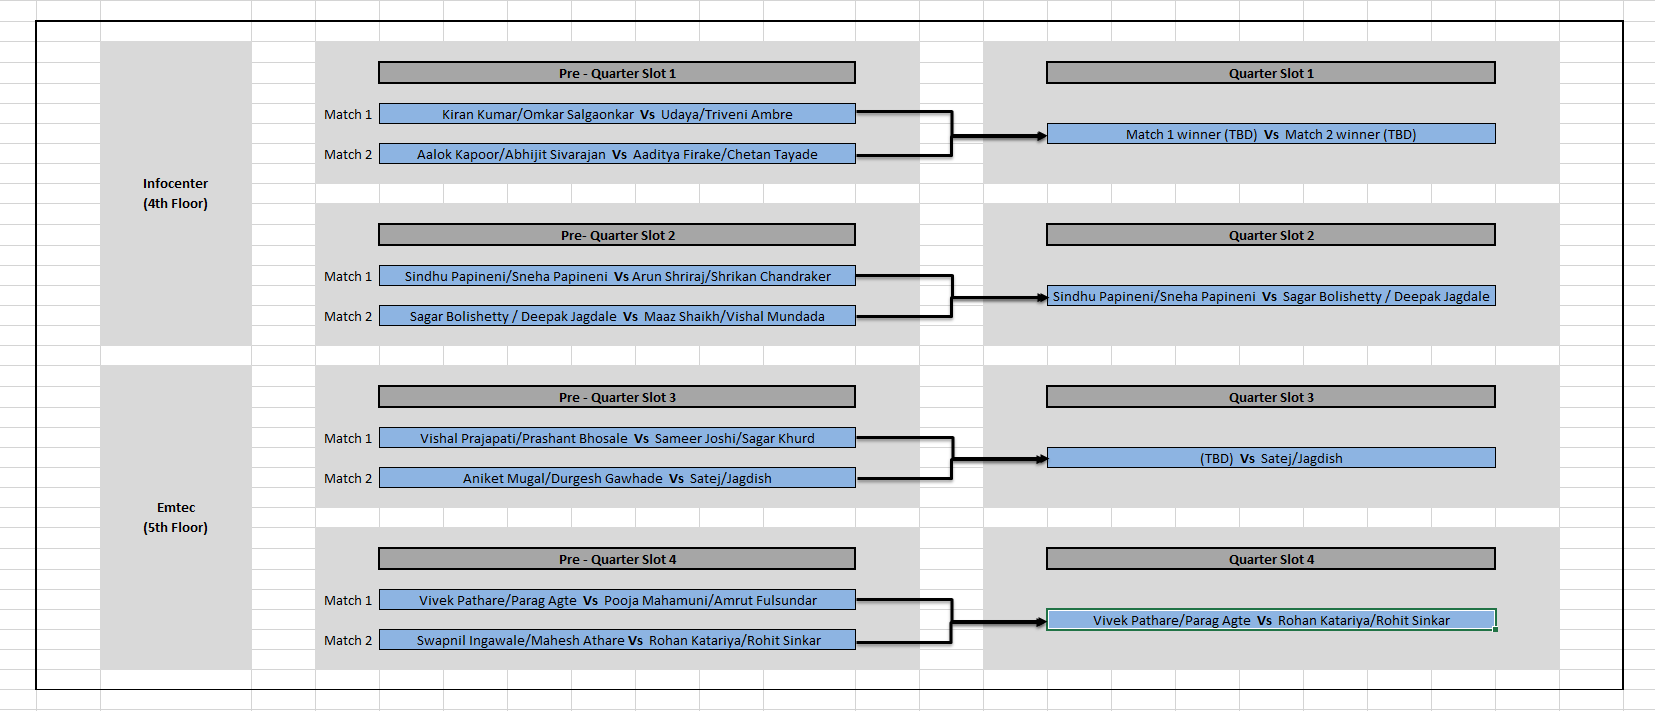 Infocenter
(4th Floor)
Pre - Quarter Slot 1
Quarter Slot 1
Match 1 Kiran Kumar/Omkar Salgaonkar Vs Udaya/Triveni Ambre
Match 1 winner (TBD) Vs Match 2 winner (TBD)
Match 2 Aalok Kapoor/Abhijit Sivarajan Vs Aaditya Firake/Chetan Tayade
Pre- Quarter Slot 2
Quarter Slot 2
Match 1 Sindhu Papineni/Sneha Papineni Vs Arun Shriraj/Shrikan Chandraker
Sindhu Papineni/Sneha Papineni Vs Sagar Bolishetty / Deepak Jagdale
Match 2 Sagar Bolishetty / Deepak Jagdale Vs Maaz Shaikh/Vishal Mundada
Emtec
(5th Floor)
Pre - Quarter Slot 3
Quarter Slot 3
Match 1 Vishal Prajapati/Prashant Bhosale Vs Sameer Joshi/Sagar Khurd
(TBD) Vs Satej/Jagdish
Match 2 Aniket Mugal/Durgesh Gawhade Vs Satej/Jagdish
Pre - Quarter Slot 4
Quarter Slot 4
Match 1 Vivek Pathare/Parag Agte Vs Pooja Mahamuni/Amrut Fulsundar
Vivek Pathare/Parag Agte Vs Rohan Katariya/Rohit Sinkar
Match 2 Swapnil Ingawale/Mahesh Athare Vs Rohan Katariya/Rohit Sinkar